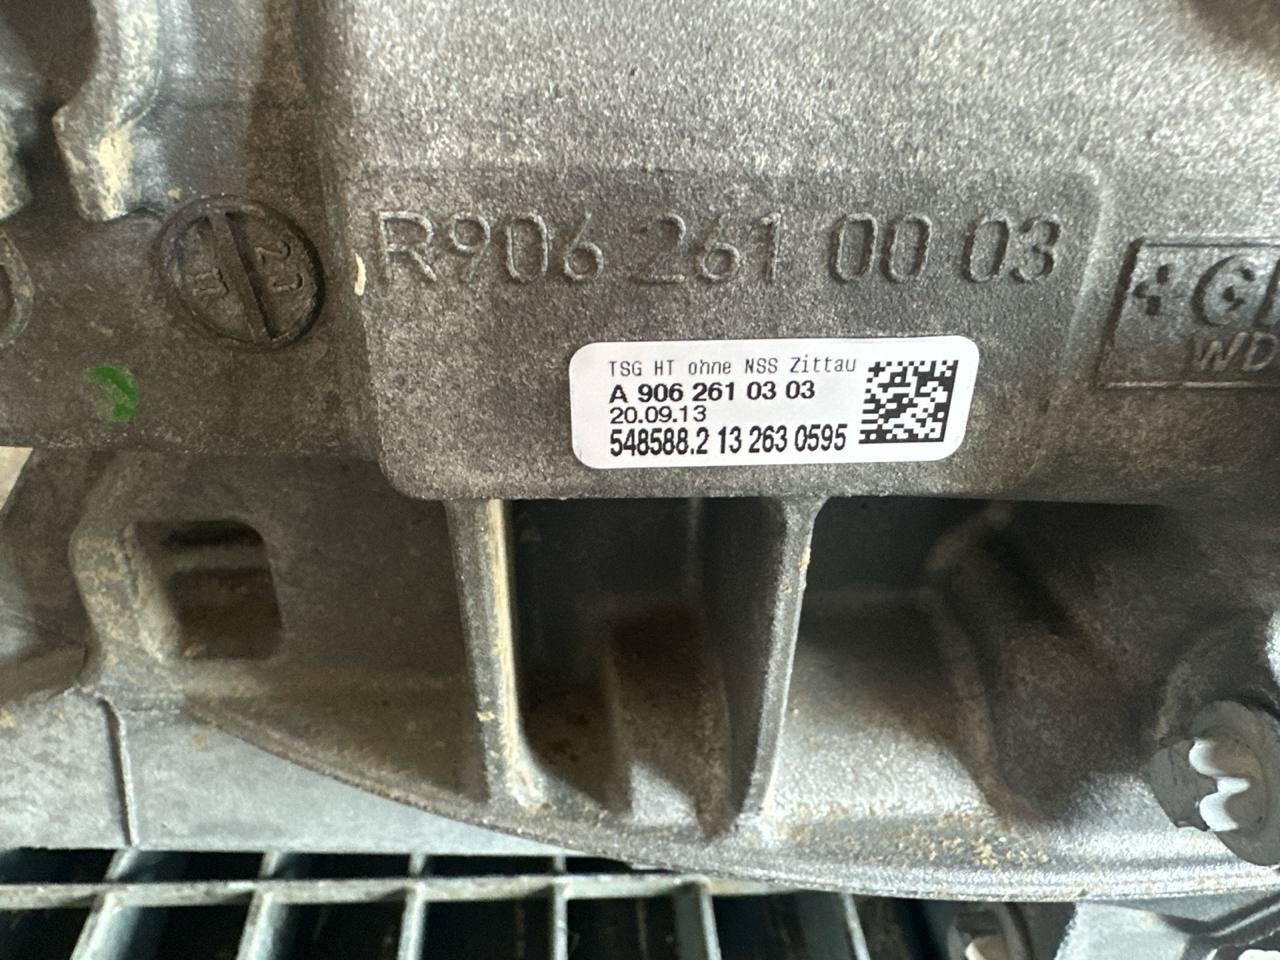 R906 261 00 03
TSG HT ohne NSS Zittau
A 906 261 03 03
20.09.13
548588.2 13 263 0595
WD